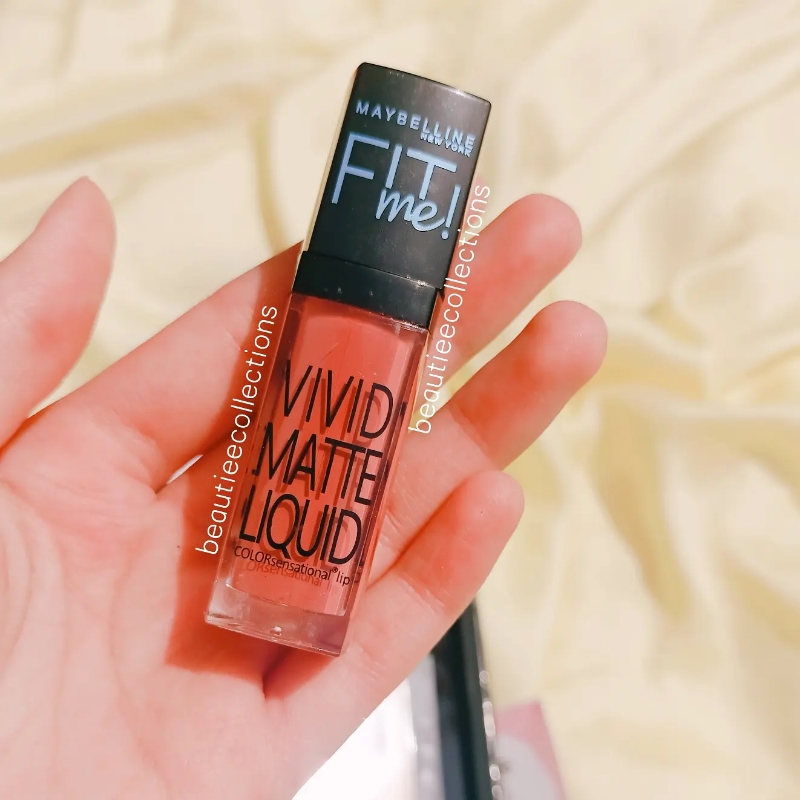 MAYBELLINE
NEW YORK
FIT
me!
VIVID
MATTE
LIQUID
COLORsensational® lip
beautieecollections
beautieecollections